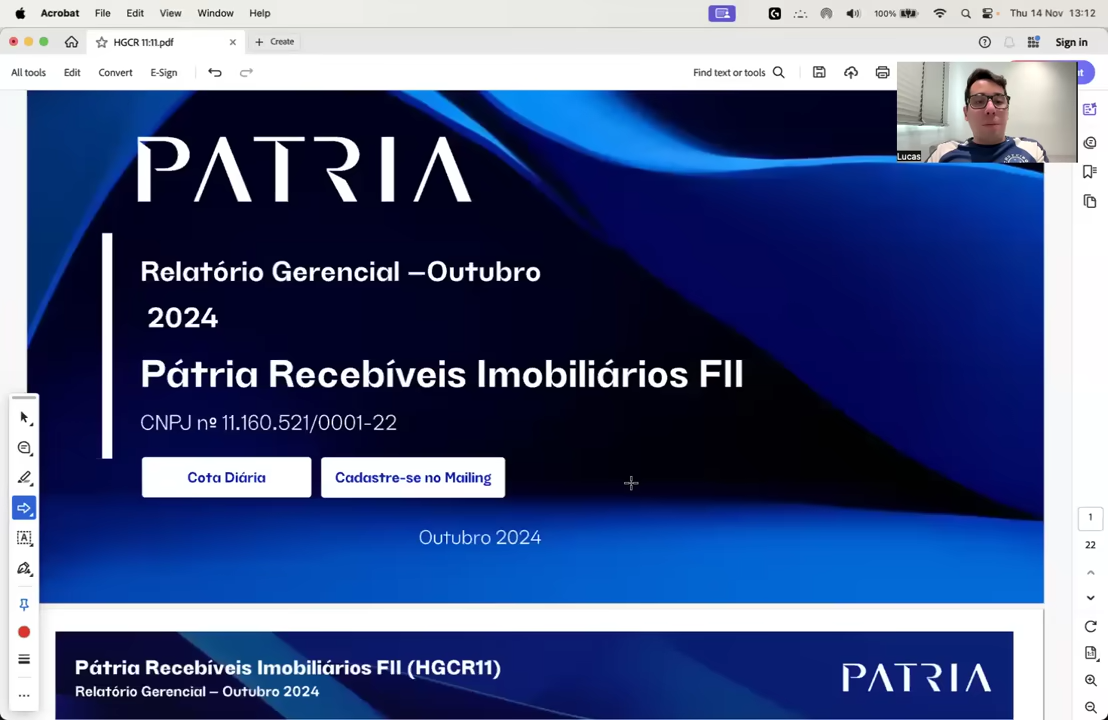 Acrobat File Edit View Window Help 100% Thu 14 Nov 13:12
HGCR 11:11.pdf Create Sign in
All tools Edit Convert E-Sign Find text or tools
Lucas
PATRIA
Relatório Gerencial –Outubro
2024
Pátria Recebíveis Imobiliários FII
CNPJ nº 11.160.521/0001-22
Cota Diária Cadastre-se no Mailing
Outubro 2024
1
22
Pátria Recebíveis Imobiliários FII (HGCR11)
Relatório Gerencial – Outubro 2024
PATRIA